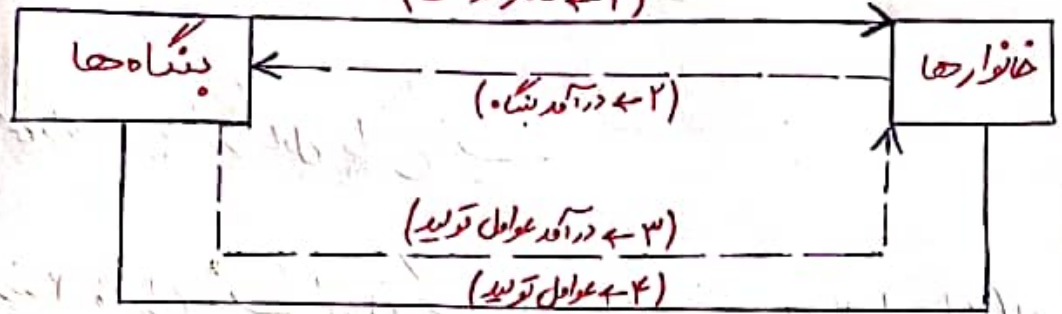 بنگاه‌ها
خانوارها
(۲ ← درآمد بنگاه)
(۳ ← درآمد عوامل تولید)
(۴ ← عوامل تولید)